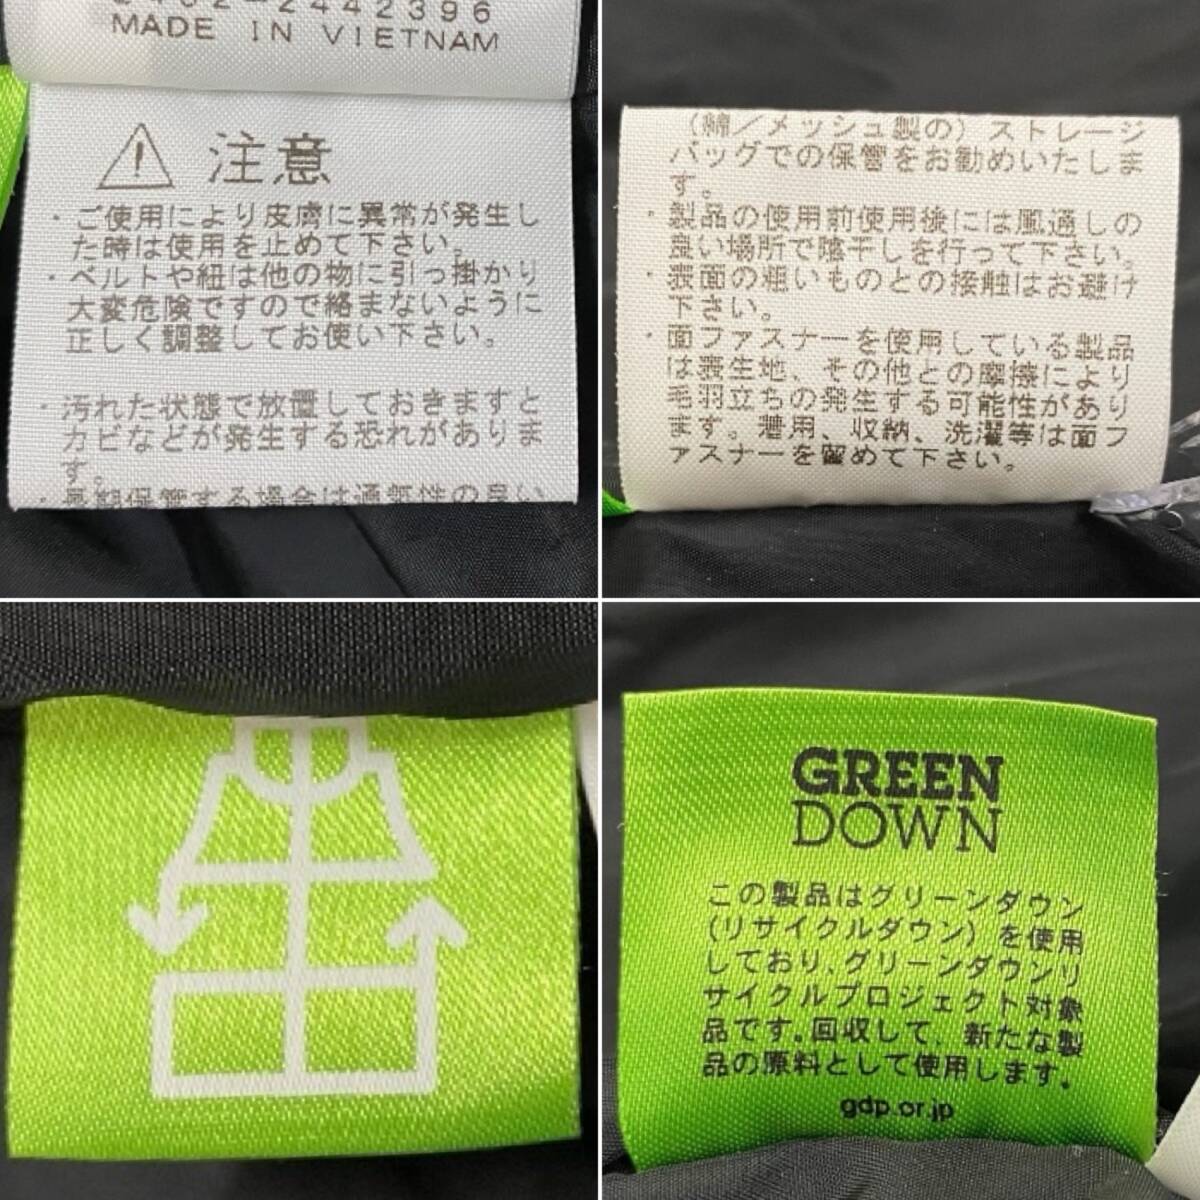 MADE IN VIETNAM
注意
・ご使用により皮膚に異常が発生し
た時は使用を止めて下さい。
・ベルトや紐は他の物に引っ掛かり
大変危険ですので絡まないように
正しく調整してお使い下さい。
・汚れた状態で放置しておきますと
カビなどが発生する恐れがありま
す。
・長期保管する場合は通気性の良い
(綿／メッシュ製の)ストレージ
バッグでの保管をお勧めいたしま
す。
・製品の使用前使用後には風通しの
良い場所で陰干しを行って下さい。
・表面の粗いものとの接触はお避け
下さい。
・面ファスナーを使用している製品
は表生地、その他との摩擦により
毛羽立ちの発生する可能性があり
ます。着用、収納、洗濯等は面フ
ァスナーを留めて下さい。
GREEN
DOWN
この製品はグリーンダウン
(リサイクルダウン)を使用
しており、グリーンダウンリ
サイクルプロジェクト対象
品です。回収して、新たな製
品の原料として使用します。
gdp.or.jp